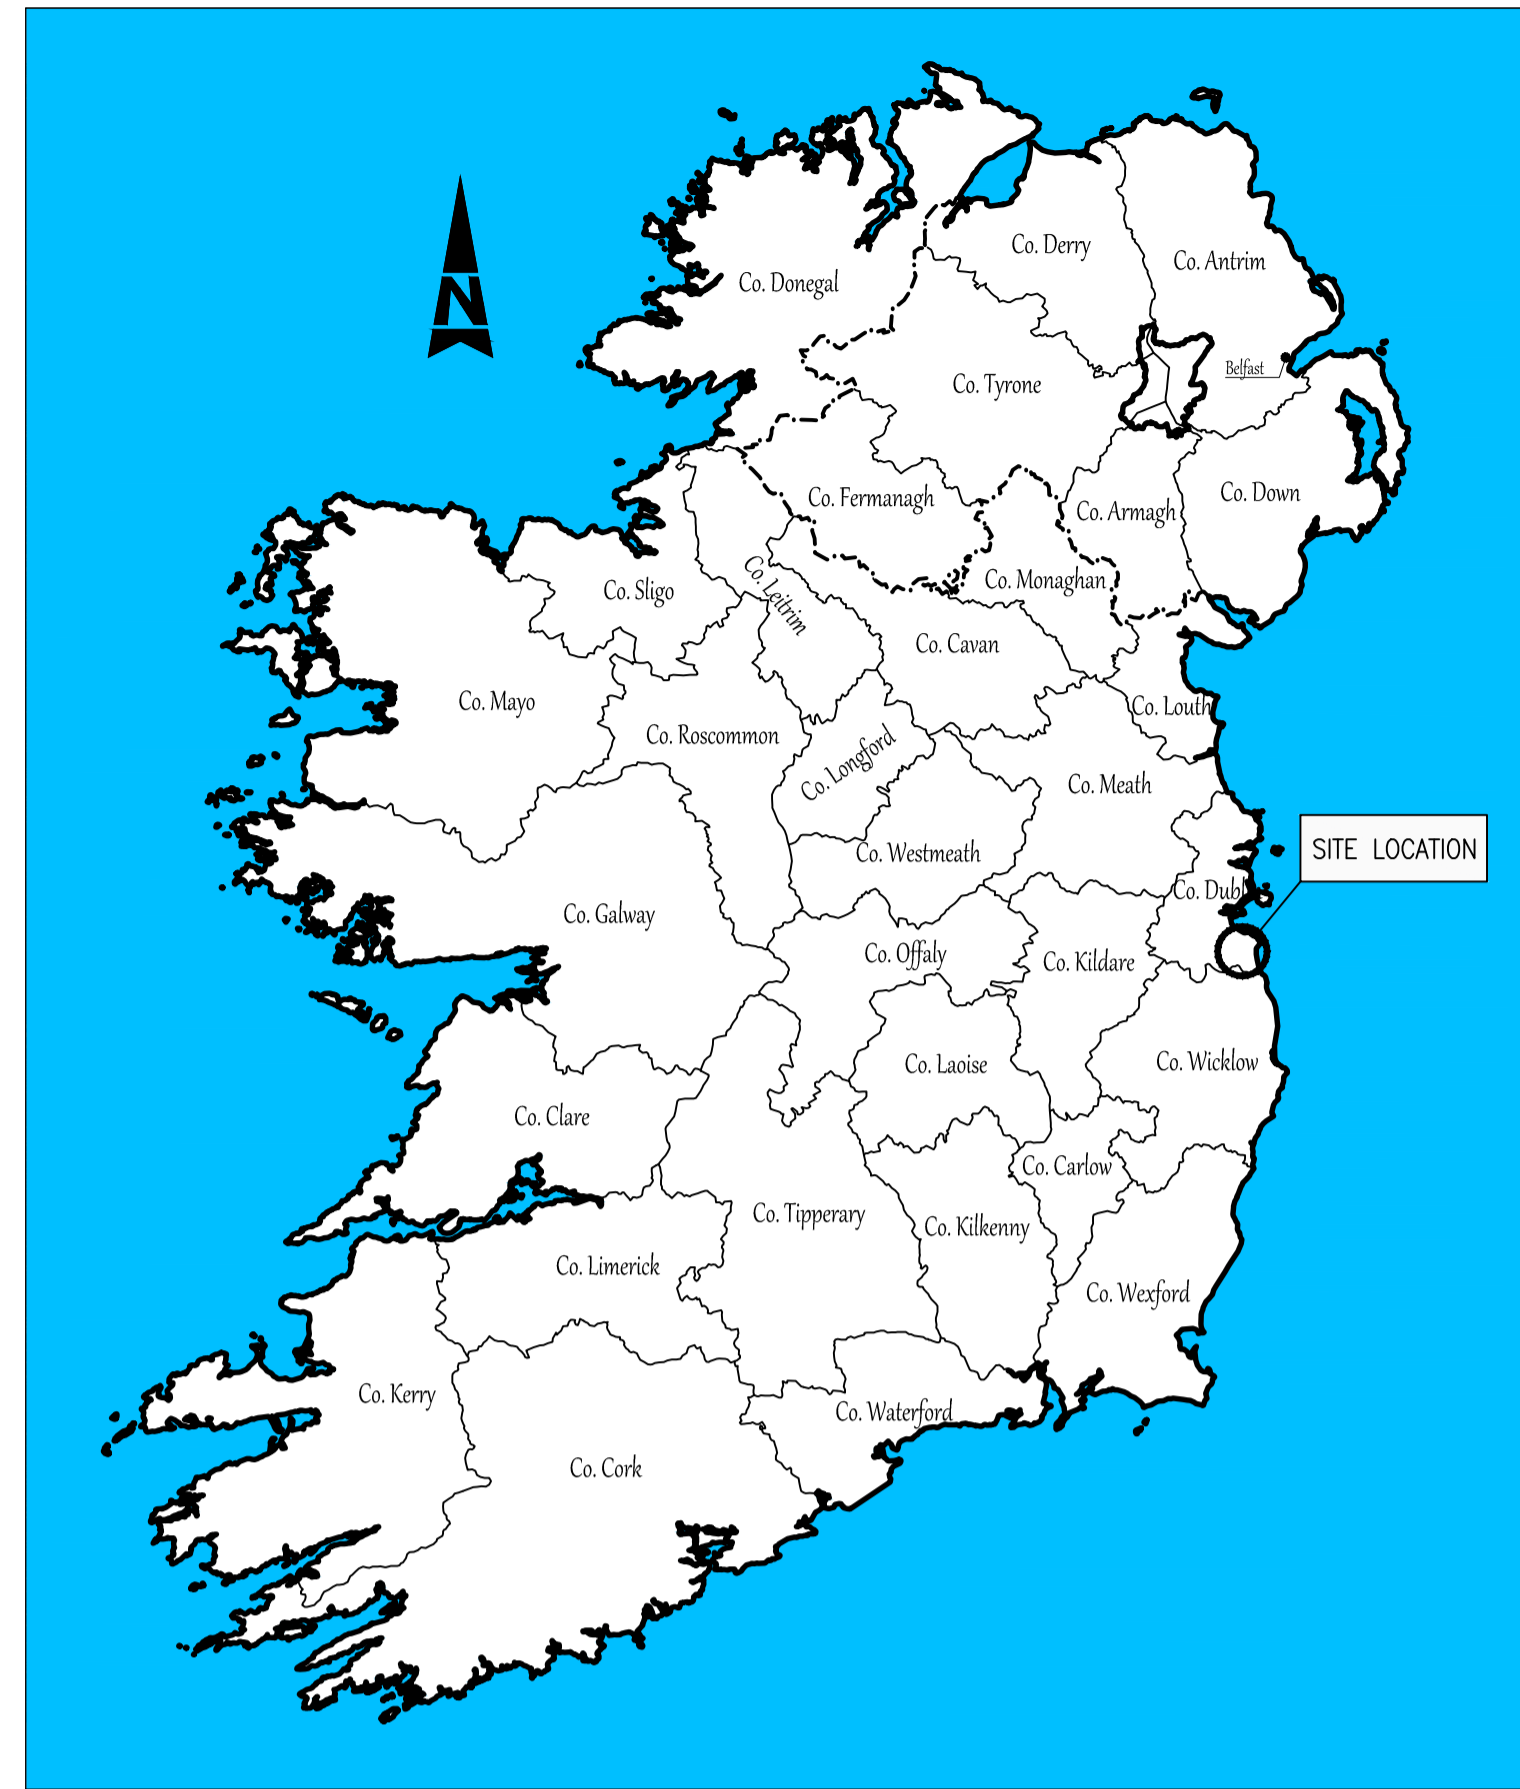 Co. Derry
Co. Antrim
Co. Donegal
N
Belfast
Co. Tyrone
Co. Fermanagh
Co. Down
Co. Armagh
Co. Monaghan
Co. Sligo
Co. Leitrim
Co. Cavan
Co. Mayo
Co. Louth
Co. Roscommon
Co. Longford
Co. Meath
SITE LOCATION
Co. Westmeath
Co. Dubl
Co. Galway
Co. Offaly
Co. Kildare
Co. Laoise
Co. Wicklow
Co. Clare
Co. Carlow
Co. Tipperary
Co. Kilkenny
Co. Limerick
Co. Wexford
Co. Kerry
Co. Waterford
Co. Cork